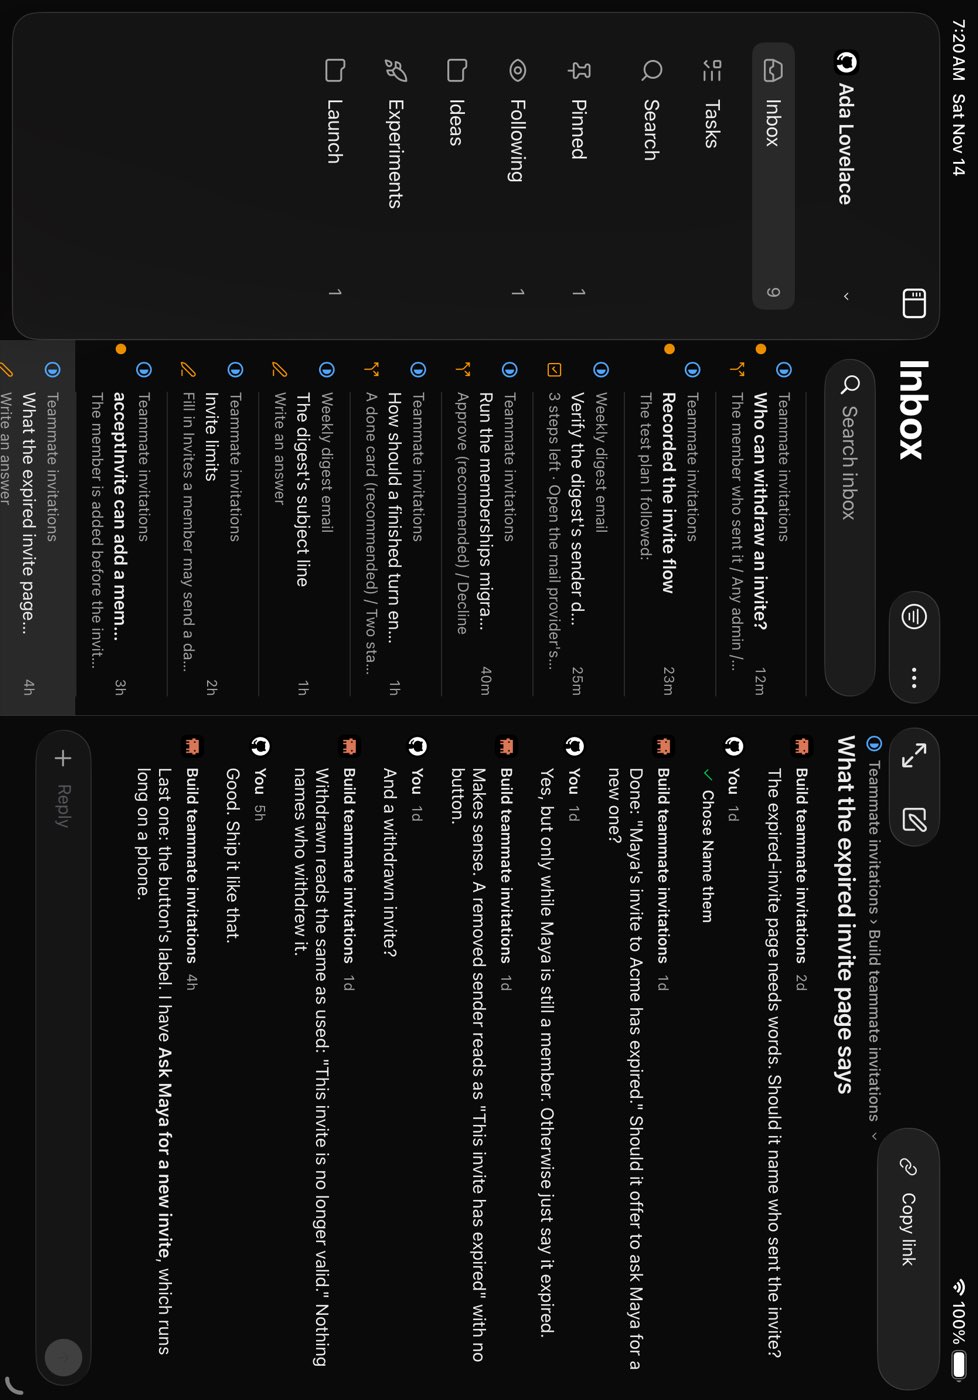 7:20 AM Sat Nov 14
100%
Ada Lovelace
Inbox 9
Tasks
Search
Pinned 1
Following 1
Ideas
Experiments
Launch 1
Inbox
Search inbox
Teammate invitations
Who can withdraw an invite? 12m
The member who sent it / Any admin /...
Teammate invitations
Recorded the invite flow 23m
The test plan I followed:
Weekly digest email
Verify the digest's sender d... 25m
3 steps left · Open the mail provider's...
Teammate invitations
Run the memberships migra... 40m
Approve (recommended) / Decline
Teammate invitations
How should a finished turn en... 1h
A done card (recommended) / Two sta...
Weekly digest email
The digest's subject line 1h
Write an answer
Teammate invitations
Invite limits 2h
Fill in Invites a member may send a da...
Teammate invitations
acceptInvite can add a mem... 3h
The member is added before the invit...
Teammate invitations
What the expired invite page... 4h
Write an answer
Copy link
Teammate invitations › Build teammate invitations
What the expired invite page says
Build teammate invitations 2d
The expired-invite page needs words. Should it name who sent the invite?
You 1d
Chose Name them
Build teammate invitations 1d
Done: "Maya's invite to Acme has expired." Should it offer to ask Maya for a
new one?
You 1d
Yes, but only while Maya is still a member. Otherwise just say it expired.
Build teammate invitations 1d
Makes sense. A removed sender reads as "This invite has expired" with no
button.
You 1d
And a withdrawn invite?
Build teammate invitations 1d
Withdrawn reads the same as used: "This invite is no longer valid." Nothing
names who withdrew it.
You 5h
Good. Ship it like that.
Build teammate invitations 4h
Last one: the button's label. I have Ask Maya for a new invite, which runs
long on a phone.
Reply